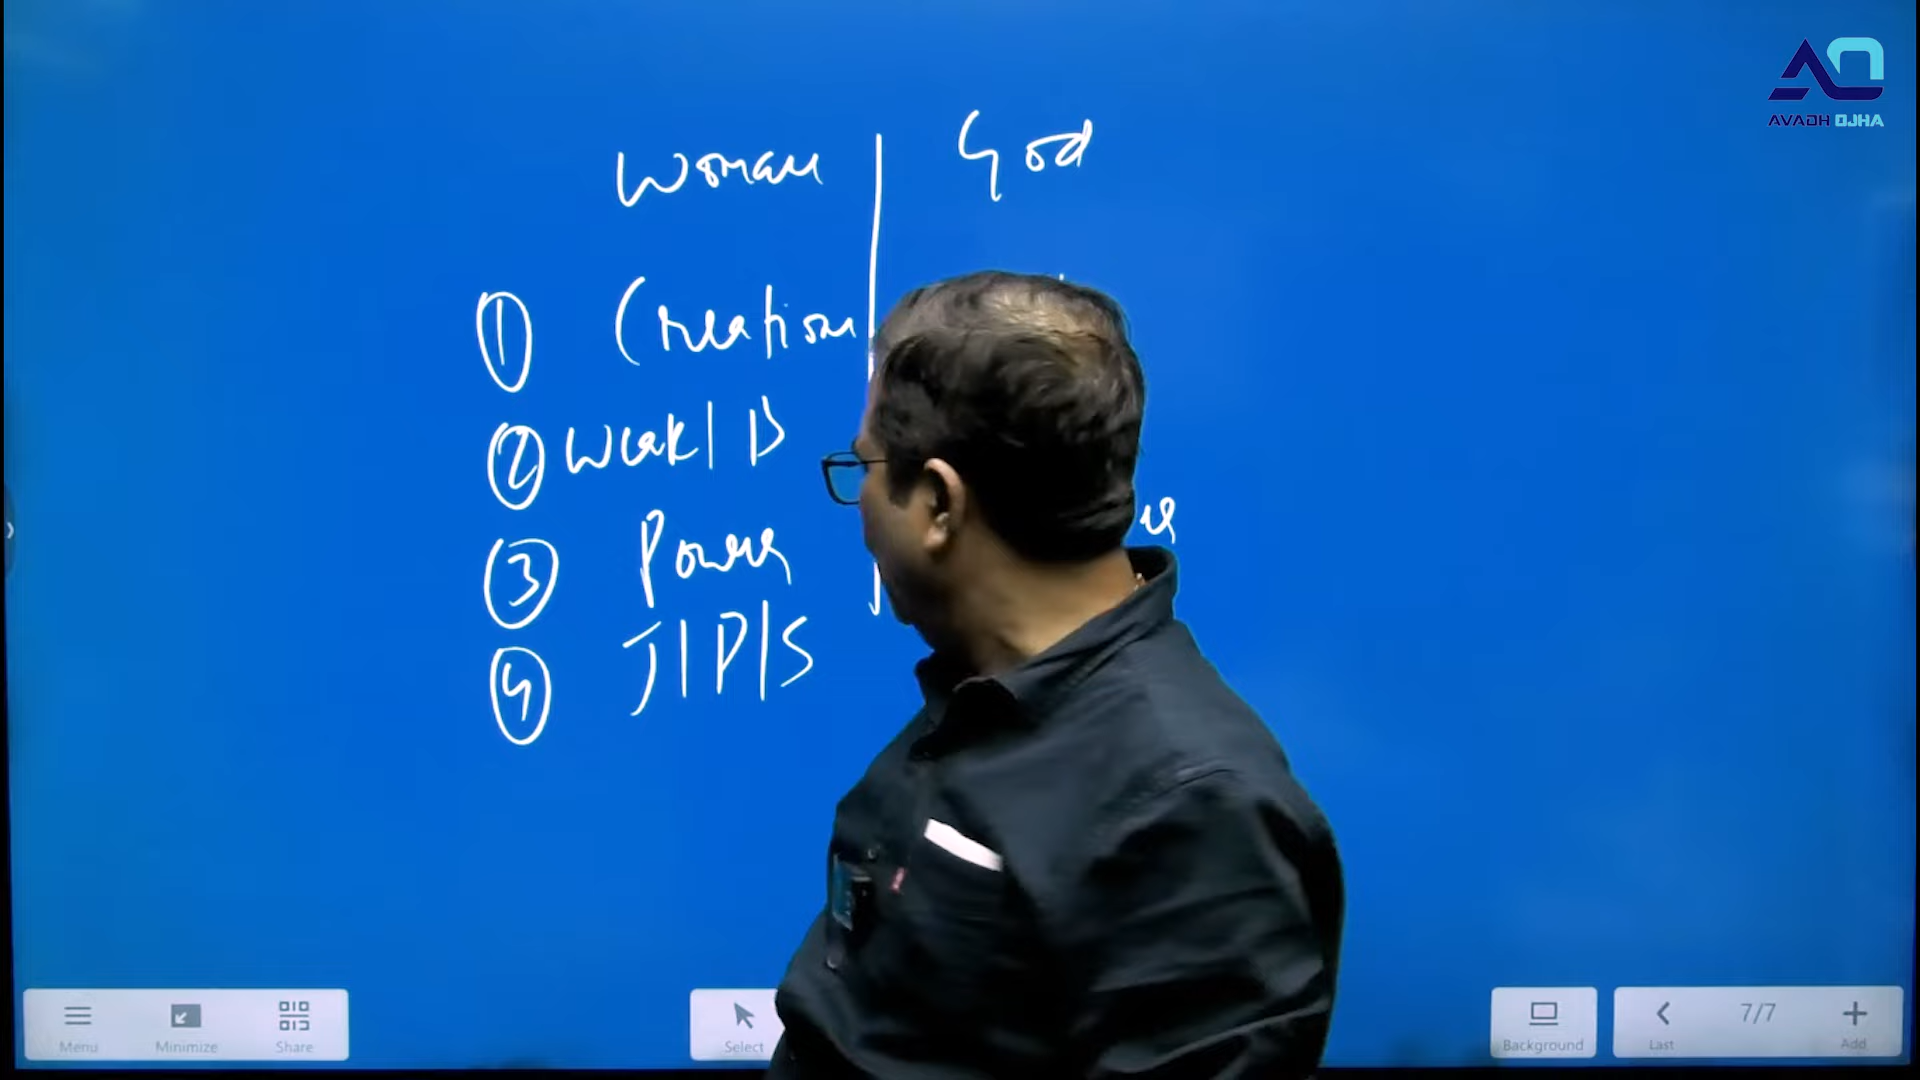 AVADH OJHA
Woman | God
① Creation
② Weak | B
③ Power
④ J|P|S
Menu
Minimize
Share
Select
Background
Last
7/7
Add